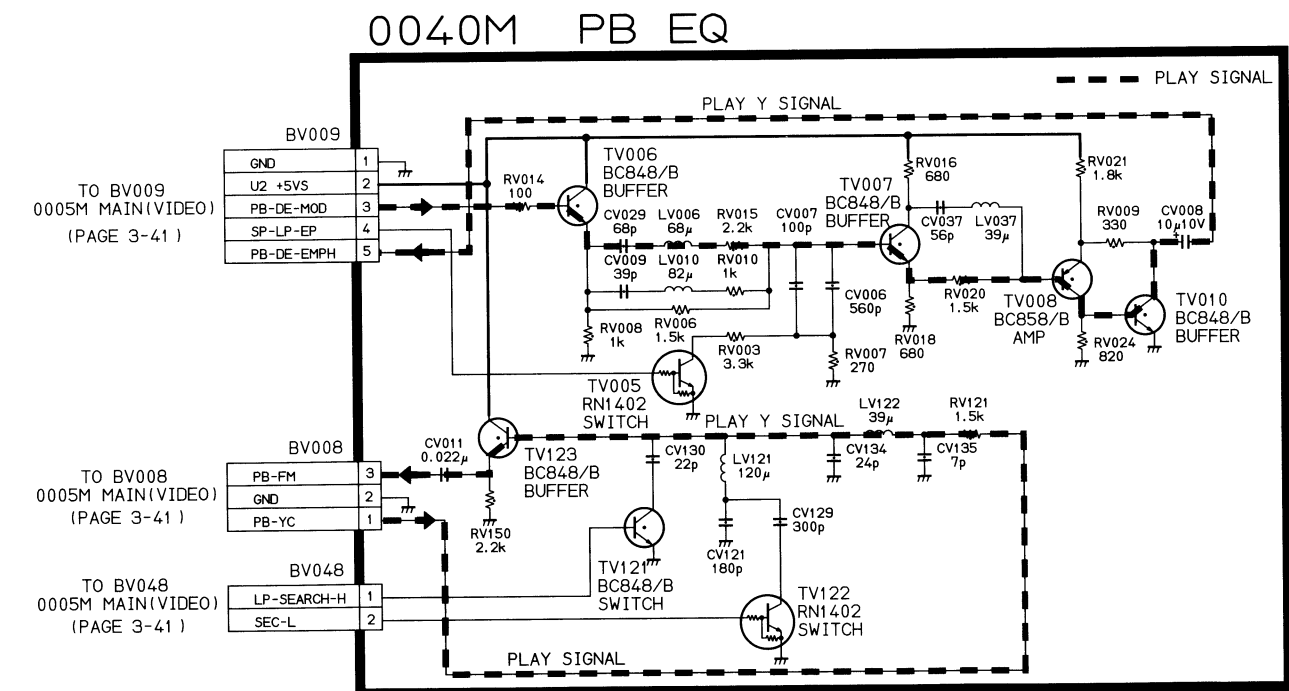 0040M PB EQ
PLAY SIGNAL
PLAY Y SIGNAL
BV009
GND 1
U2 +5VS 2
PB-DE-MOD 3
SP-LP-EP 4
PB-DE-EMPH 5
TO BV009
0005M MAIN(VIDEO)
(PAGE 3-41)
RV014
100
TV006
BC848/B
BUFFER
CV029
68p
LV006
68μ
RV015
2.2k
CV007
100p
CV009
39p
LV010
82μ
RV010
1k
RV008
1k
RV006
1.5k
RV003
3.3k
CV006
560p
RV007
270
TV005
RN1402
SWITCH
TV007
BC848/B
BUFFER
RV016
680
CV037
56p
LV037
39μ
RV018
680
RV020
1.5k
RV021
1.8k
RV009
330
CV008
10μ10V
+
TV008
BC858/B
AMP
RV024
820
TV010
BC848/B
BUFFER
BV008
PB-FM 3
GND 2
PB-YC 1
TO BV008
0005M MAIN(VIDEO)
(PAGE 3-41)
CV011
0.022μ
RV150
2.2k
TV123
BC848/B
BUFFER
PLAY Y SIGNAL
CV130
22p
LV121
120μ
CV134
24p
LV122
39μ
CV135
7p
RV121
1.5k
CV129
300p
CV121
180p
TV121
BC848/B
SWITCH
TV122
RN1402
SWITCH
BV048
LP-SEARCH-H 1
SEC-L 2
TO BV048
0005M MAIN(VIDEO)
(PAGE 3-41)
PLAY SIGNAL